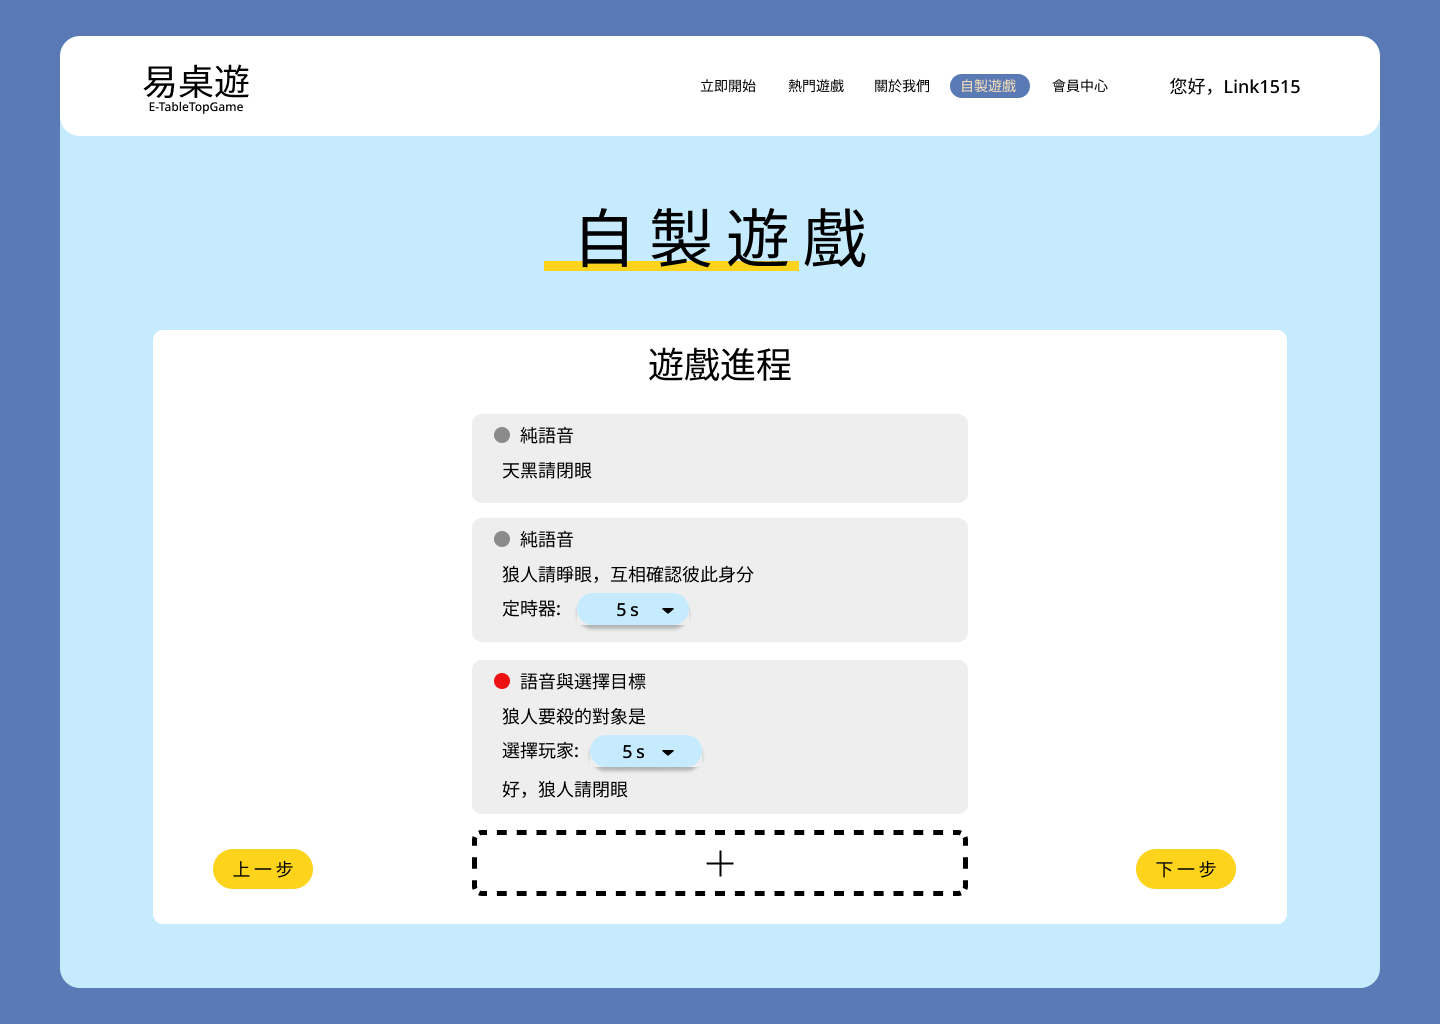 易桌遊
E-TableTopGame
立即開始 熱門遊戲 關於我們 自製遊戲 會員中心 您好，Link1515
自製遊戲
遊戲進程
純語音
天黑請閉眼
純語音
狼人請睜眼，互相確認彼此身分
定時器: 5s
語音與選擇目標
狼人要殺的對象是
選擇玩家: 5s
好，狼人請閉眼
上一步
下一步